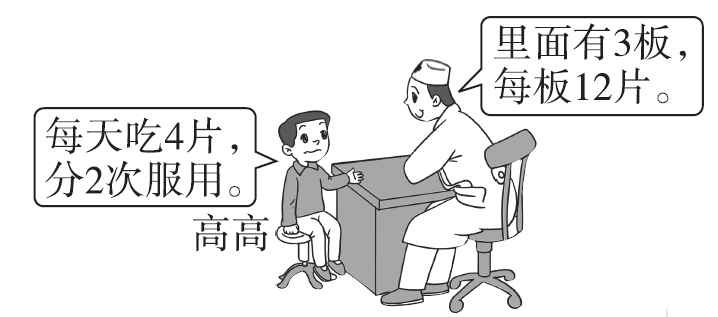 里面有3板，
每板12片。
每天吃4片，
分2次服用。
高高